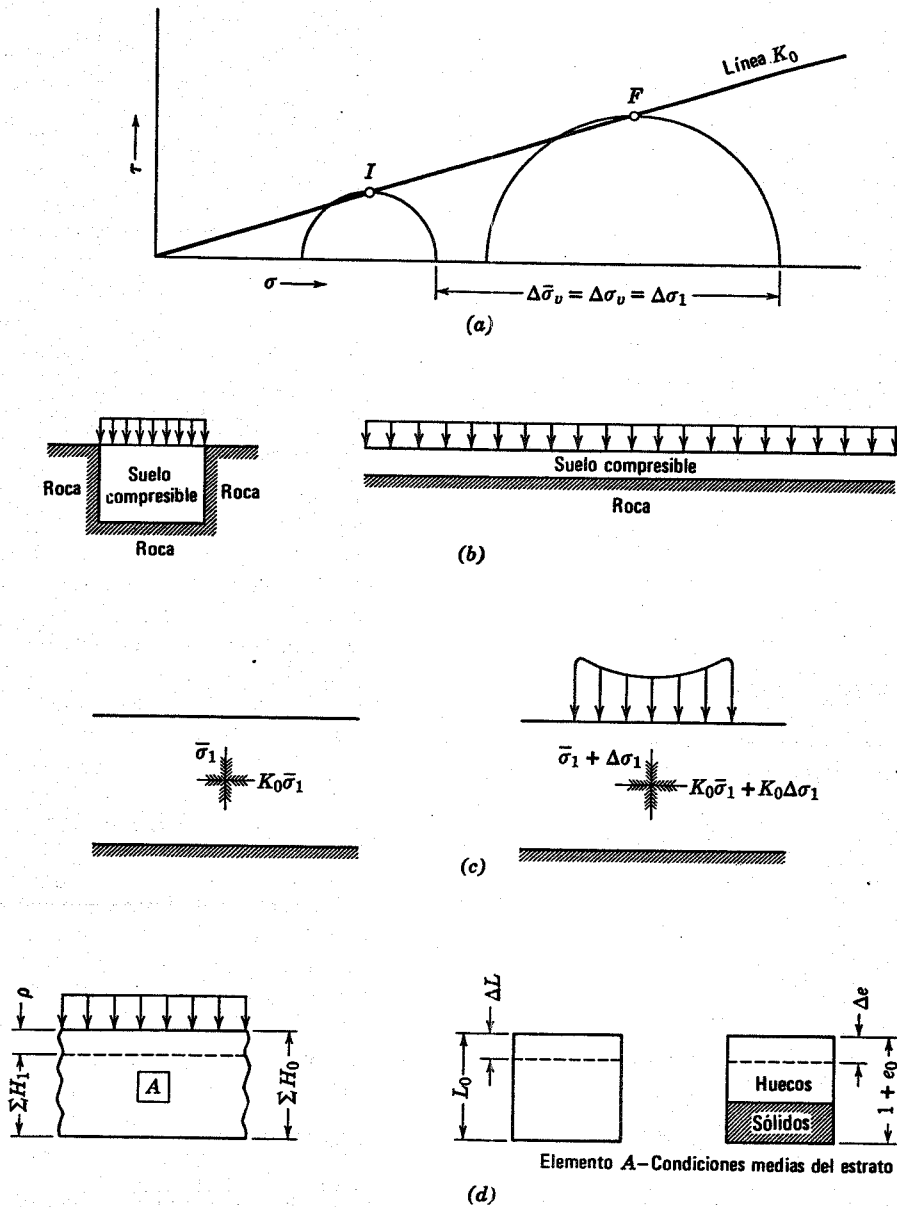 Línea K₀
F
I
τ
σ
Δσ̄ᵥ = Δσᵥ = Δσ₁
(a)
Suelo compresible
Roca
Roca
Roca
Suelo compresible
Roca
(b)
σ̄₁
K₀σ̄₁
σ̄₁ + Δσ₁
K₀σ̄₁ + K₀Δσ₁
(c)
ρ
ΣH₁
A
ΣH₀
ΔL
L₀
Δe
1 + e₀
Huecos
Sólidos
Elemento A–Condiciones medias del estrato
(d)